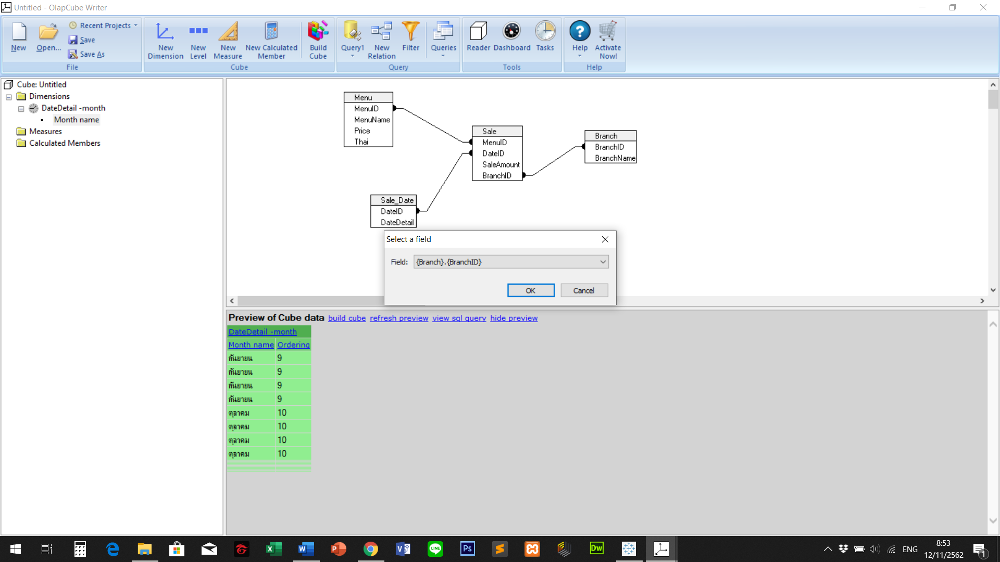 Untitled - OlapCube Writer
New
Open...
Recent Projects
Save
Save As
File
New Dimension
New Level
New Measure
New Calculated Member
Build Cube
Cube
Query1
New Relation
Filter
Queries
Query
Reader
Dashboard
Tasks
Tools
Help
Activate Now!
Help
Cube: Untitled
Dimensions
DateDetail -month
Month name
Measures
Calculated Members
Menu
MenuID
MenuName
Price
Thai
Sale
MenuID
DateID
SaleAmount
BranchID
Branch
BranchID
BranchName
Sale_Date
DateID
DateDetail
Select a field
Field: {Branch}.{BranchID}
OK Cancel
Preview of Cube data build cube refresh preview view sql query hide preview
DateDetail -month
Month name Ordering
กันยายน 9
กันยายน 9
กันยายน 9
กันยายน 9
ตุลาคม 10
ตุลาคม 10
ตุลาคม 10
ตุลาคม 10
LINE
Ps
Dw
ENG
8:53
12/11/2562
1